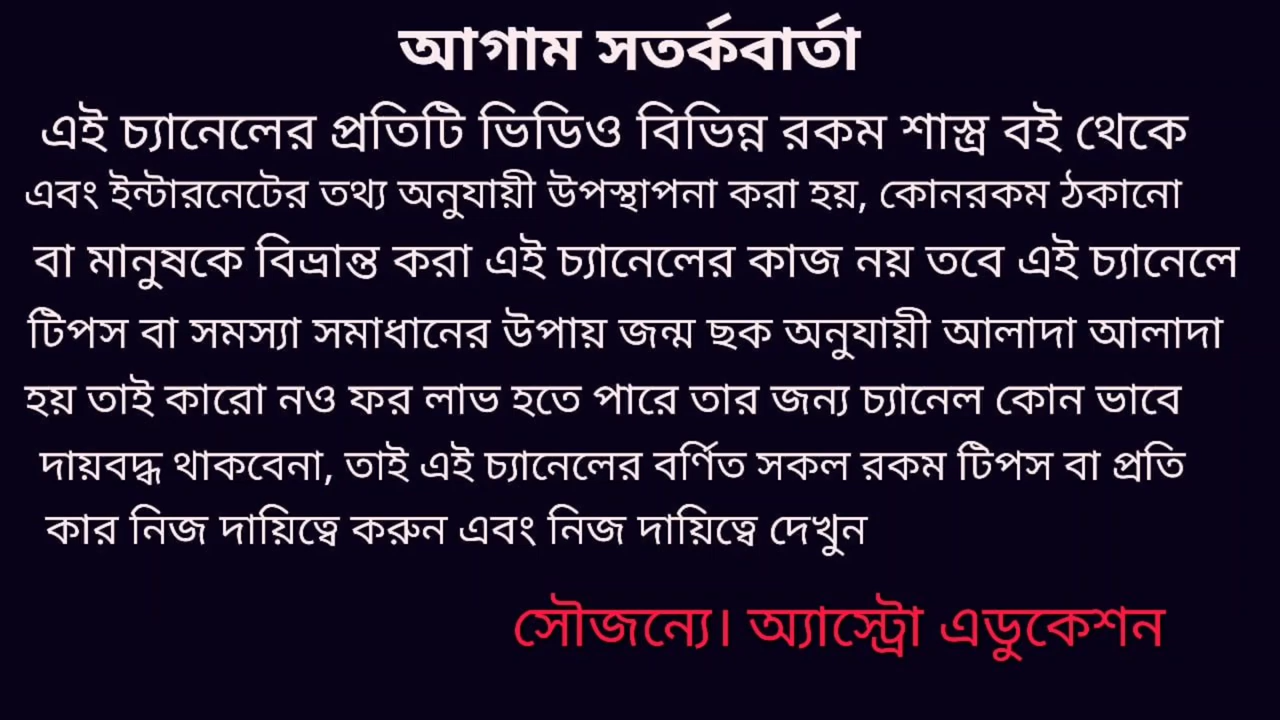 আগাম সতর্কবার্তা
এই চ্যানেলের প্রতিটি ভিডিও বিভিন্ন রকম শাস্ত্র বই থেকে
এবং ইন্টারনেটের তথ্য অনুযায়ী উপস্থাপনা করা হয়, কোনরকম ঠকানো
বা মানুষকে বিভ্রান্ত করা এই চ্যানেলের কাজ নয় তবে এই চ্যানেলে
টিপস বা সমস্যা সমাধানের উপায় জন্ম ছক অনুযায়ী আলাদা আলাদা
হয় তাই কারো নও ফর লাভ হতে পারে তার জন্য চ্যানেল কোন ভাবে
দায়বদ্ধ থাকবেনা, তাই এই চ্যানেলের বর্ণিত সকল রকম টিপস বা প্রতি
কার নিজ দায়িত্বে করুন এবং নিজ দায়িত্বে দেখুন
সৌজন্যে। অ্যাস্ট্রো এডুকেশন